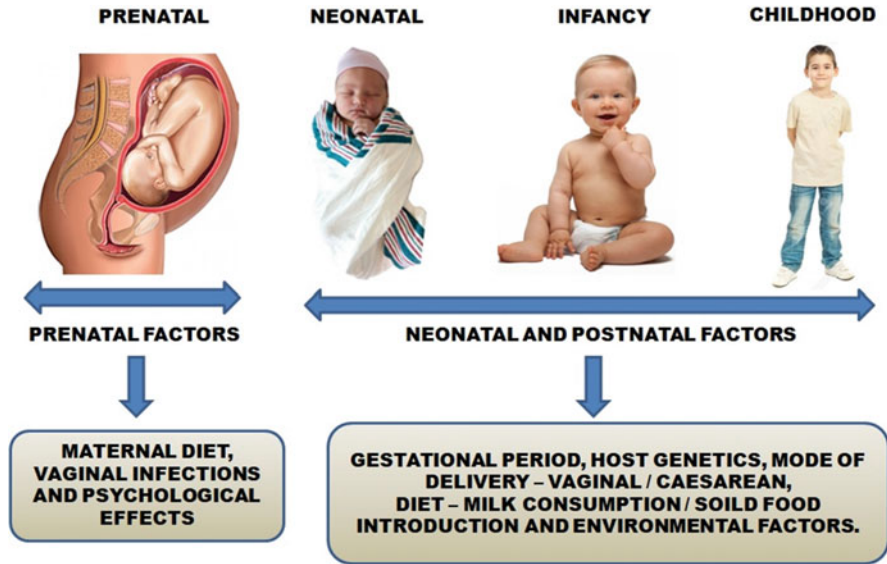 PRENATAL
NEONATAL
INFANCY
CHILDHOOD
PRENATAL FACTORS
NEONATAL AND POSTNATAL FACTORS
MATERNAL DIET,
VAGINAL INFECTIONS
AND PSYCHOLOGICAL
EFFECTS
GESTATIONAL PERIOD, HOST GENETICS, MODE OF
DELIVERY – VAGINAL / CAESAREAN,
DIET – MILK CONSUMPTION / SOILD FOOD
INTRODUCTION AND ENVIRONMENTAL FACTORS.